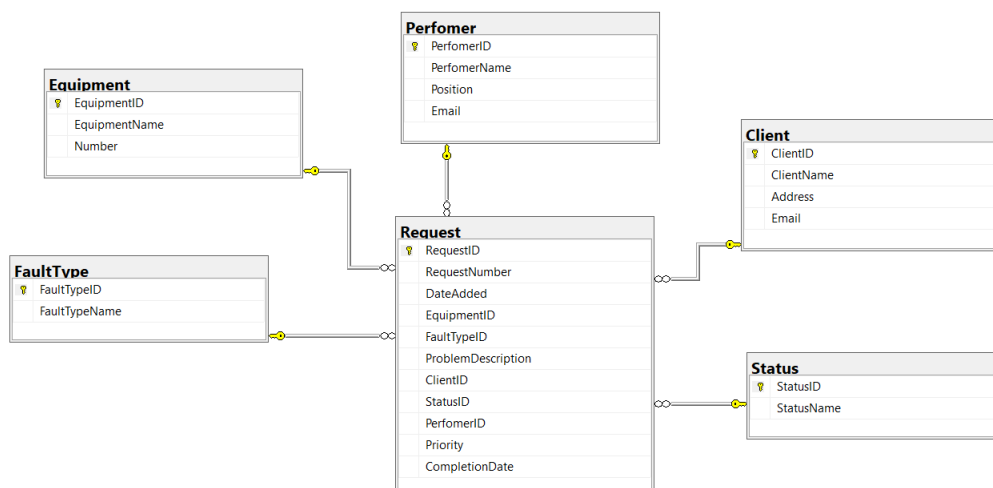 Perfomer
PerfomerID
PerfomerName
Position
Email
Equipment
EquipmentID
EquipmentName
Number
Client
ClientID
ClientName
Address
Email
Request
RequestID
RequestNumber
DateAdded
EquipmentID
FaultTypeID
ProblemDescription
ClientID
StatusID
PerfomerID
Priority
CompletionDate
FaultType
FaultTypeID
FaultTypeName
Status
StatusID
StatusName